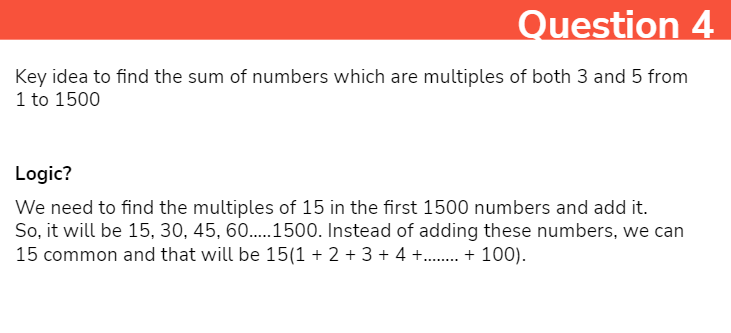 Question 4
Key idea to find the sum of numbers which are multiples of both 3 and 5 from
1 to 1500
Logic?
We need to find the multiples of 15 in the first 1500 numbers and add it.
So, it will be 15, 30, 45, 60.....1500. Instead of adding these numbers, we can
15 common and that will be 15(1 + 2 + 3 + 4 +........ + 100).